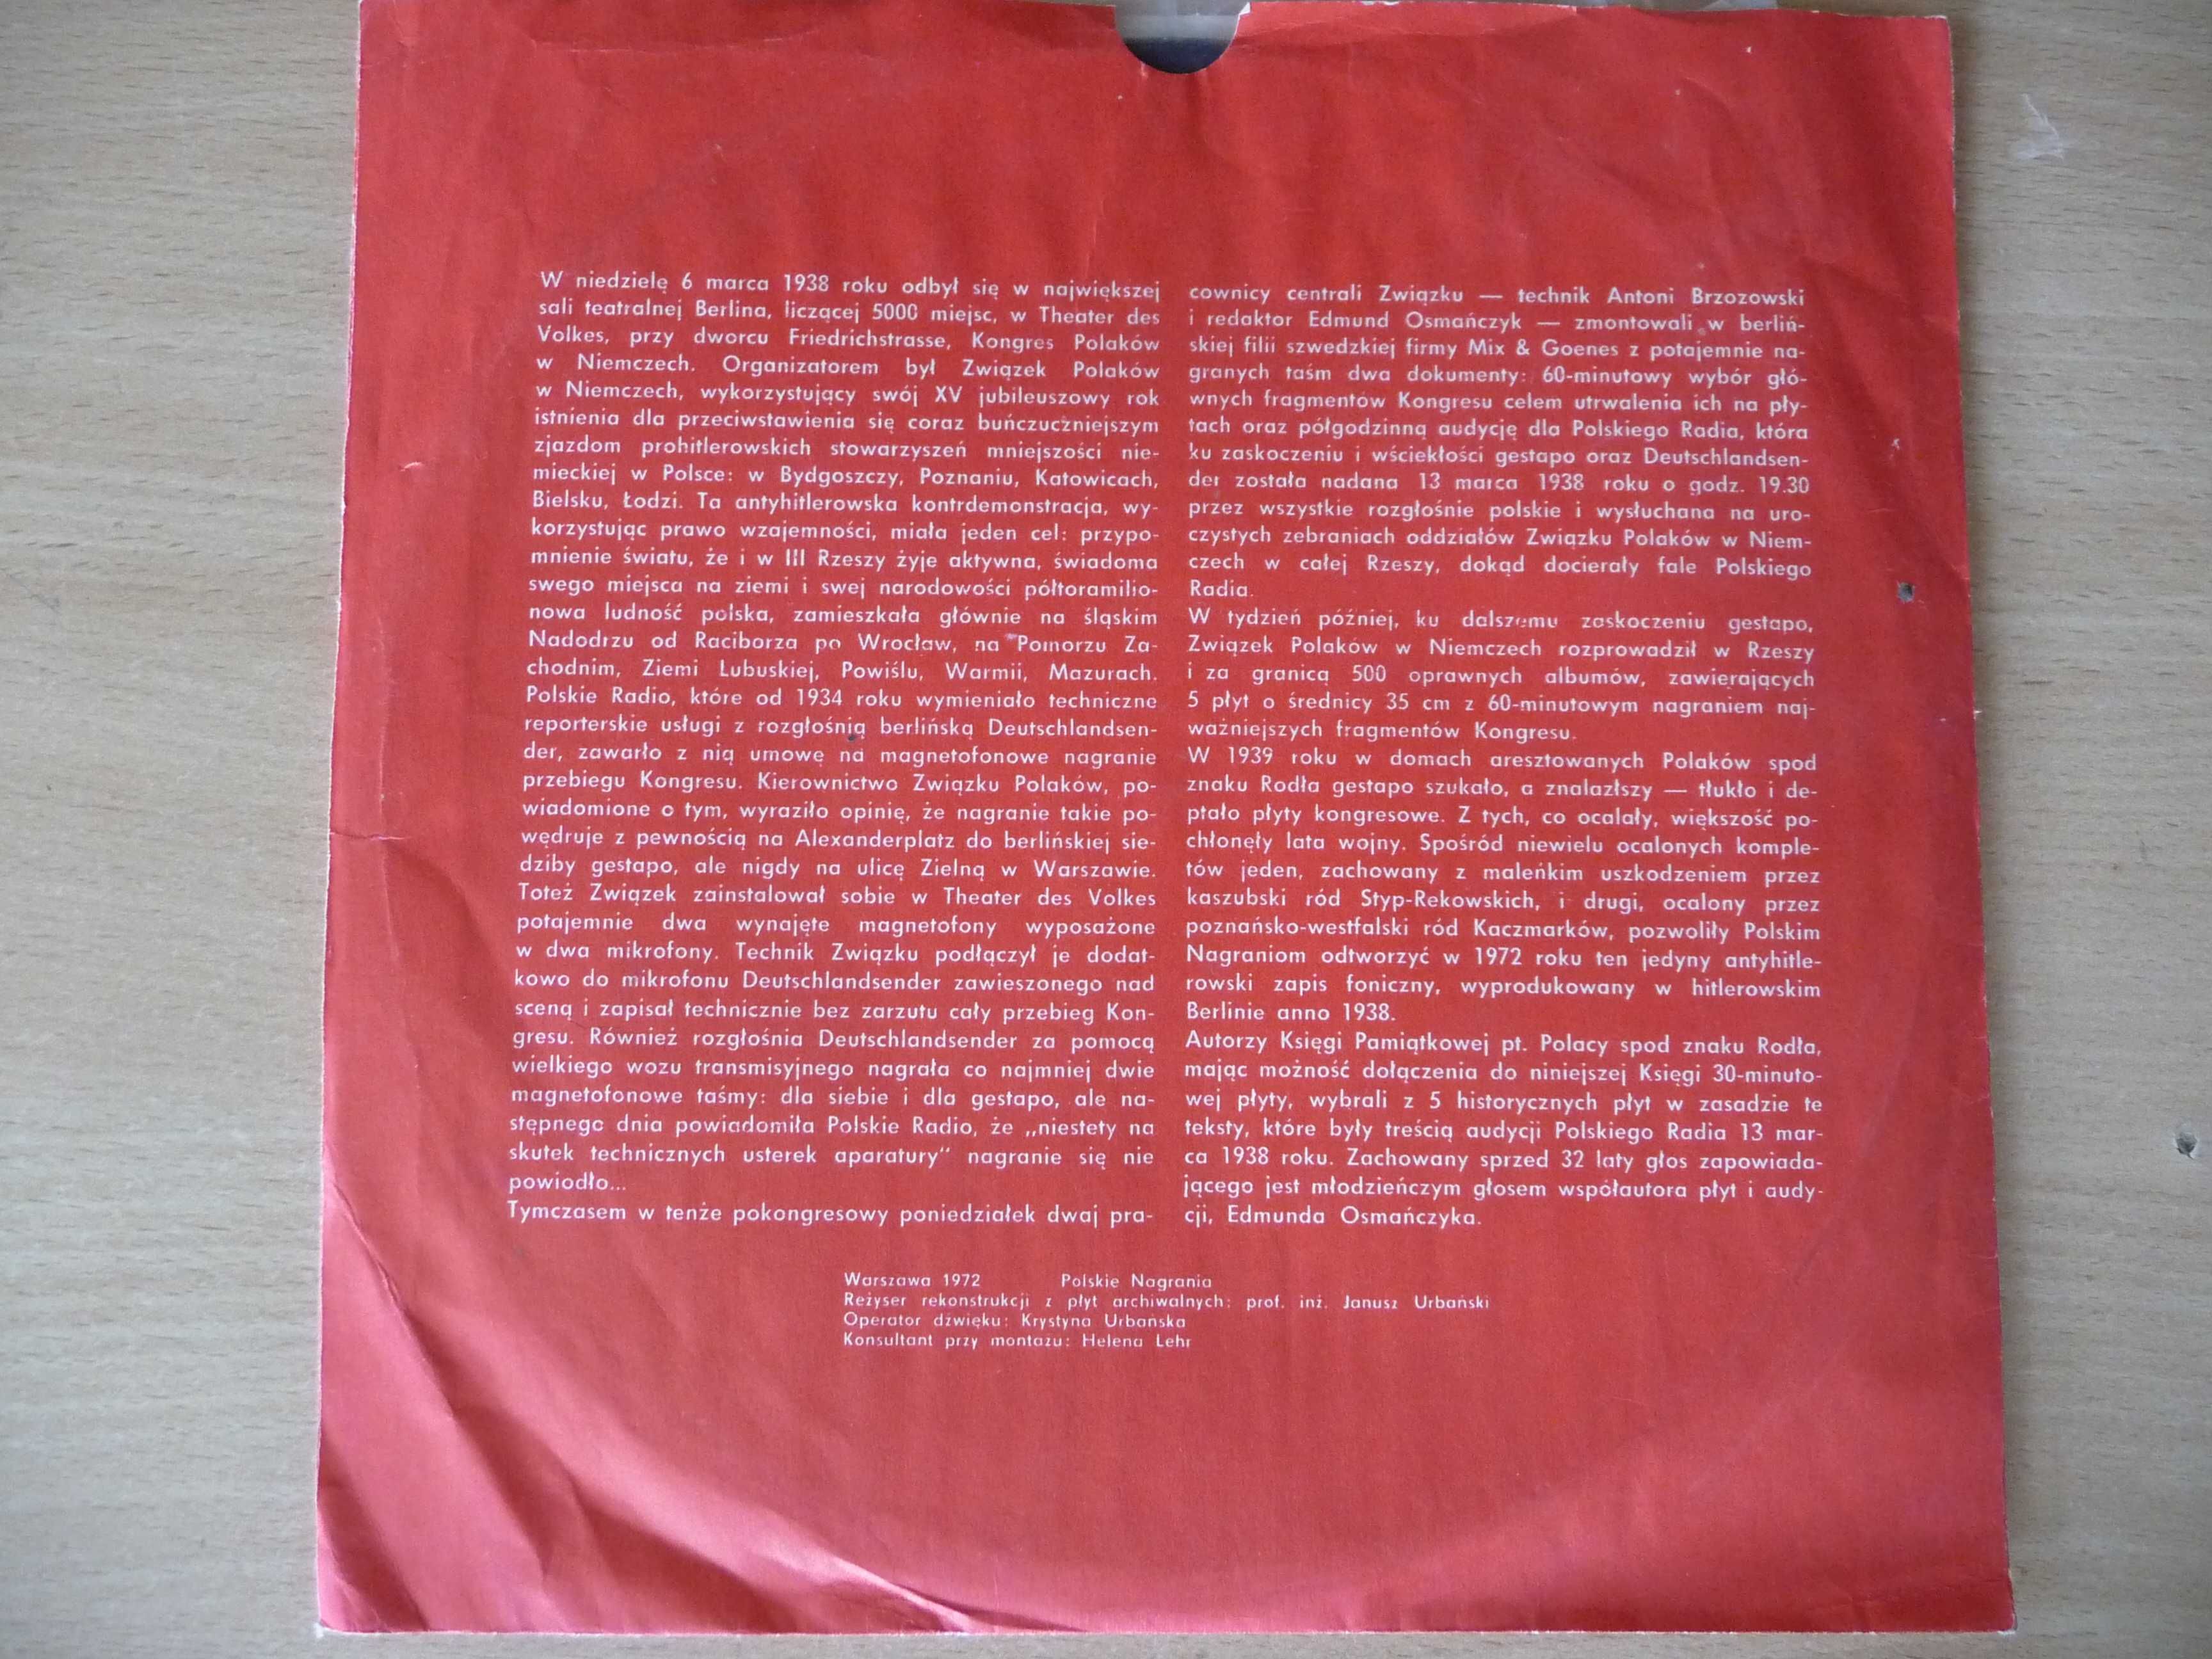 W niedzielę 6 marca 1938 roku odbył się w największej
sali teatralnej Berlina, liczącej 5000 miejsc, w Theater des
Volkes, przy dworcu Friedrichstrasse, Kongres Polaków
w Niemczech. Organizatorem był Związek Polaków
w Niemczech, wykorzystujący swój XV jubileuszowy rok
istnienia dla przeciwstawienia się coraz buńczuczniejszym
zjazdom prohitlerowskich stowarzyszeń mniejszości nie-
mieckiej w Polsce: w Bydgoszczy, Poznaniu, Katowicach,
Bielsku, Łodzi. Ta antyhitlerowska kontrdemonstracja, wy-
korzystując prawo wzajemności, miała jeden cel: przypo-
mnienie światu, że i w III Rzeszy żyje aktywna, świadoma
swego miejsca na ziemi i swej narodowości półtoramilio-
nowa ludność polska, zamieszkała głównie na śląskim
Nadodrzu od Raciborza po Wrocław, na Pomorzu Za-
chodnim, Ziemi Lubuskiej, Powiślu, Warmii, Mazurach.
Polskie Radio, które od 1934 roku wymieniało techniczne
reporterskie usługi z rozgłośnią berlińską Deutschlandsen-
der, zawarło z nią umowę na magnetofonowe nagranie
przebiegu Kongresu. Kierownictwo Związku Polaków, po-
wiadomione o tym, wyraziło opinię, że nagranie takie po-
wędruje z pewnością na Alexanderplatz do berlińskiej sie-
dziby gestapo, ale nigdy na ulicę Zielną w Warszawie.
Toteż Związek zainstalował sobie w Theater des Volkes
potajemnie dwa wynajęte magnetofony wyposażone
w dwa mikrofony. Technik Związku podłączył je dodat-
kowo do mikrofonu Deutschlandsender zawieszonego nad
sceną i zapisał technicznie bez zarzutu cały przebieg Kon-
gresu. Również rozgłośnia Deutschlandsender za pomocą
wielkiego wozu transmisyjnego nagrała co najmniej dwie
magnetofonowe taśmy: dla siebie i dla gestapo, ale na-
stępnego dnia powiadomiła Polskie Radio, że „niestety na
skutek technicznych usterek aparatury" nagranie się nie
powiodło...
Tymczasem w tenże pokongresowy poniedziałek dwaj pra-
cownicy centrali Związku — technik Antoni Brzozowski
i redaktor Edmund Osmańczyk — zmontowali w berliń-
skiej filii szwedzkiej firmy Mix & Goenes z potajemnie na-
granych taśm dwa dokumenty: 60-minutowy wybór głó-
wnych fragmentów Kongresu celem utrwalenia ich na pły-
tach oraz półgodzinną audycję dla Polskiego Radia, która
ku zaskoczeniu i wściekłości gestapo oraz Deutschlandsen-
der została nadana 13 marca 1938 roku o godz. 19.30
przez wszystkie rozgłośnie polskie i wysłuchana na uro-
czystych zebraniach oddziałów Związku Polaków w Niem-
czech w całej Rzeszy, dokąd docierały fale Polskiego
Radia.
W tydzień później, ku dalszemu zaskoczeniu gestapo,
Związek Polaków w Niemczech rozprowadził w Rzeszy
i za granicą 500 oprawnych albumów, zawierających
5 płyt o średnicy 35 cm z 60-minutowym nagraniem naj-
ważniejszych fragmentów Kongresu.
W 1939 roku w domach aresztowanych Polaków spod
znaku Rodła gestapo szukało, a znalazłszy — tłukło i de-
ptało płyty kongresowe. Z tych, co ocalały, większość po-
chłonęły lata wojny. Spośród niewielu ocalonych komple-
tów jeden, zachowany z maleńkim uszkodzeniem przez
kaszubski ród Styp-Rekowskich, i drugi, ocalony przez
poznańsko-westfalski ród Kaczmarków, pozwoliły Polskim
Nagraniom odtworzyć w 1972 roku ten jedyny antyhitle-
rowski zapis foniczny, wyprodukowany w hitlerowskim
Berlinie anno 1938.
Autorzy Księgi Pamiątkowej pt. Polacy spod znaku Rodła,
mając możność dołączenia do niniejszej Księgi 30-minuto-
wej płyty, wybrali z 5 historycznych płyt w zasadzie te
teksty, które były treścią audycji Polskiego Radia 13 mar-
ca 1938 roku. Zachowany sprzed 32 laty głos zapowiada-
jącego jest młodzieńczym głosem współautora płyt i audy-
cji, Edmunda Osmańczyka.
Warszawa 1972 Polskie Nagrania
Reżyser rekonstrukcji z płyt archiwalnych: prof. inż. Janusz Urbański
Operator dźwięku: Krystyna Urbańska
Konsultant przy montażu: Helena Lehr